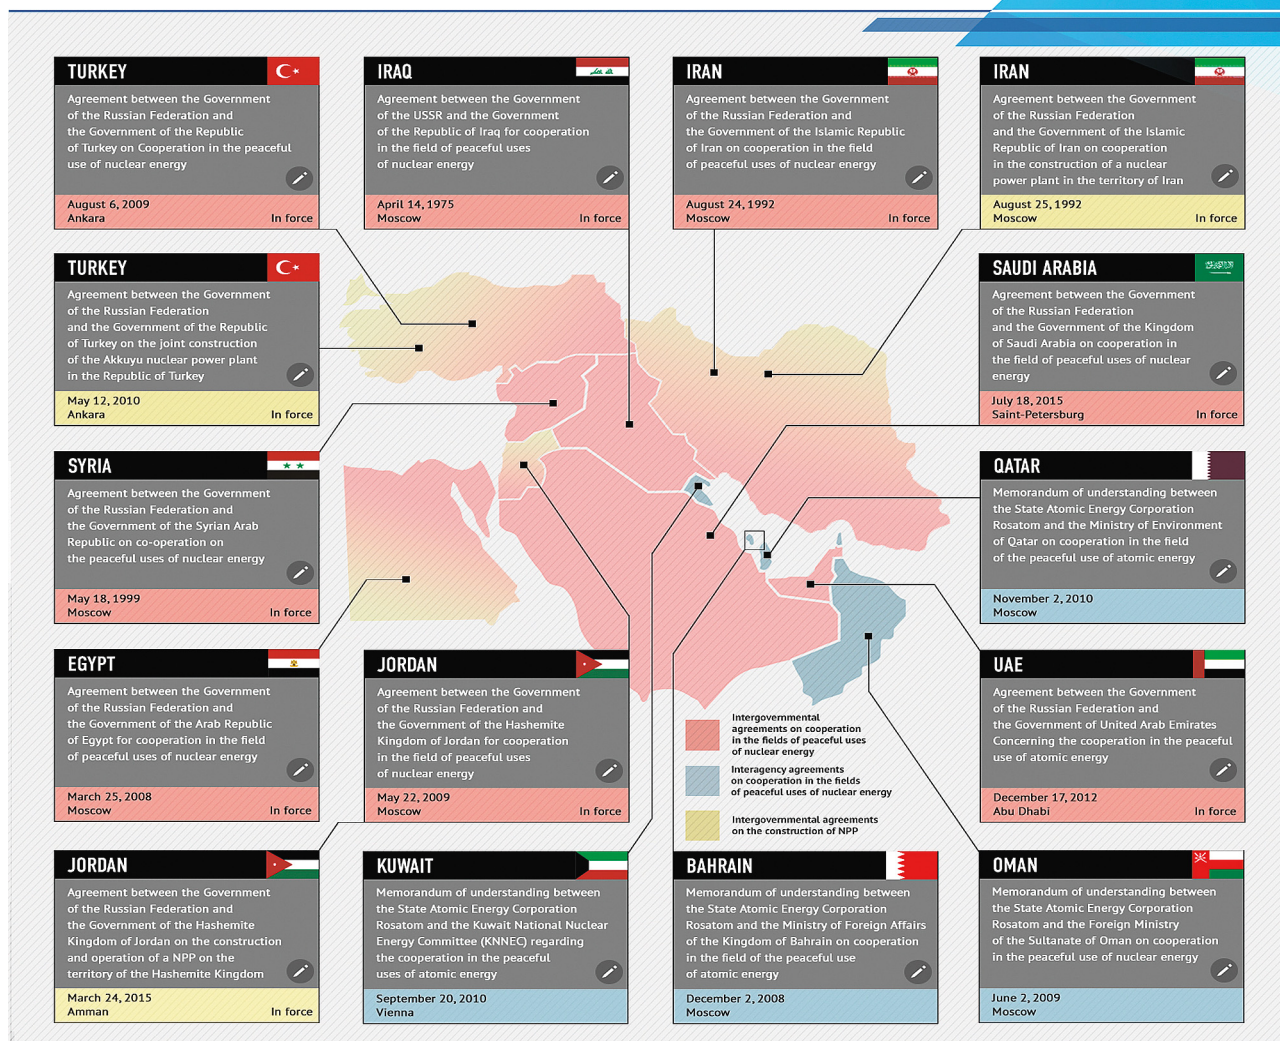 TURKEY
Agreement between the Government
of the Russian Federation and
the Government of the Republic
of Turkey on Cooperation in the peaceful
use of nuclear energy
August 6, 2009
Ankara In force
IRAQ
Agreement between the Government
of the USSR and the Government
of the Republic of Iraq for cooperation
in the field of peaceful uses
of nuclear energy
April 14, 1975
Moscow In force
IRAN
Agreement between the Government
of the Russian Federation and
the Government of the Islamic Republic
of Iran on cooperation in the field
of peaceful uses of nuclear energy
August 24, 1992
Moscow In force
IRAN
Agreement between the Government
of the Russian Federation
and the Government of the Islamic
Republic of Iran on cooperation
in the construction of a nuclear
power plant in the territory of Iran
August 25, 1992
Moscow In force
TURKEY
Agreement between the Government
of the Russian Federation
and the Government of the Republic
of Turkey on the joint construction
of the Akkuyu nuclear power plant
in the Republic of Turkey
May 12, 2010
Ankara In force
SAUDI ARABIA
Agreement between the Government
of the Russian Federation
and the Government of the Kingdom
of Saudi Arabia on cooperation in
the field of peaceful uses of nuclear
energy
July 18, 2015
Saint-Petersburg In force
SYRIA
Agreement between the Government
of the Russian Federation and
the Government of the Syrian Arab
Republic on co-operation on
the peaceful uses of nuclear energy
May 18, 1999
Moscow In force
QATAR
Memorandum of understanding between
the State Atomic Energy Corporation
Rosatom and the Ministry of Environment
of Qatar on cooperation in the field
of the peaceful use of atomic energy
November 2, 2010
Moscow
EGYPT
Agreement between the Government
of the Russian Federation and
the Government of the Arab Republic
of Egypt for cooperation in the field
of peaceful uses of nuclear energy
March 25, 2008
Moscow In force
JORDAN
Agreement between the Government
of the Russian Federation and
the Government of the Hashemite
Kingdom of Jordan for cooperation
in the field of peaceful uses
of nuclear energy
May 22, 2009
Moscow In force
Intergovernmental
agreements on cooperation
in the fields of peaceful uses
of nuclear energy
Interagency agreements
on cooperation in the fields
of peaceful uses of nuclear energy
Intergovernmental agreements
on the construction of NPP
UAE
Agreement between the Government
of the Russian Federation and
the Government of United Arab Emirates
Concerning the cooperation in the peaceful
use of atomic energy
December 17, 2012
Abu Dhabi In force
JORDAN
Agreement between the Government
of the Russian Federation and
the Government of the Hashemite
Kingdom of Jordan on the construction
and operation of a NPP on the
territory of the Hashemite Kingdom
March 24, 2015
Amman In force
KUWAIT
Memorandum of understanding between
the State Atomic Energy Corporation
Rosatom and the Kuwait National Nuclear
Energy Committee (KNNEC) regarding
the cooperation in the peaceful
uses of atomic energy
September 20, 2010
Vienna
BAHRAIN
Memorandum of understanding between
the State Atomic Energy Corporation
Rosatom and the Ministry of Foreign Affairs
of the Kingdom of Bahrain on cooperation
in the field of the peaceful use
of atomic energy
December 2, 2008
Moscow
OMAN
Memorandum of understanding between
the State Atomic Energy Corporation
Rosatom and the Foreign Ministry
of the Sultanate of Oman on cooperation
in the peaceful use of nuclear energy
June 2, 2009
Moscow